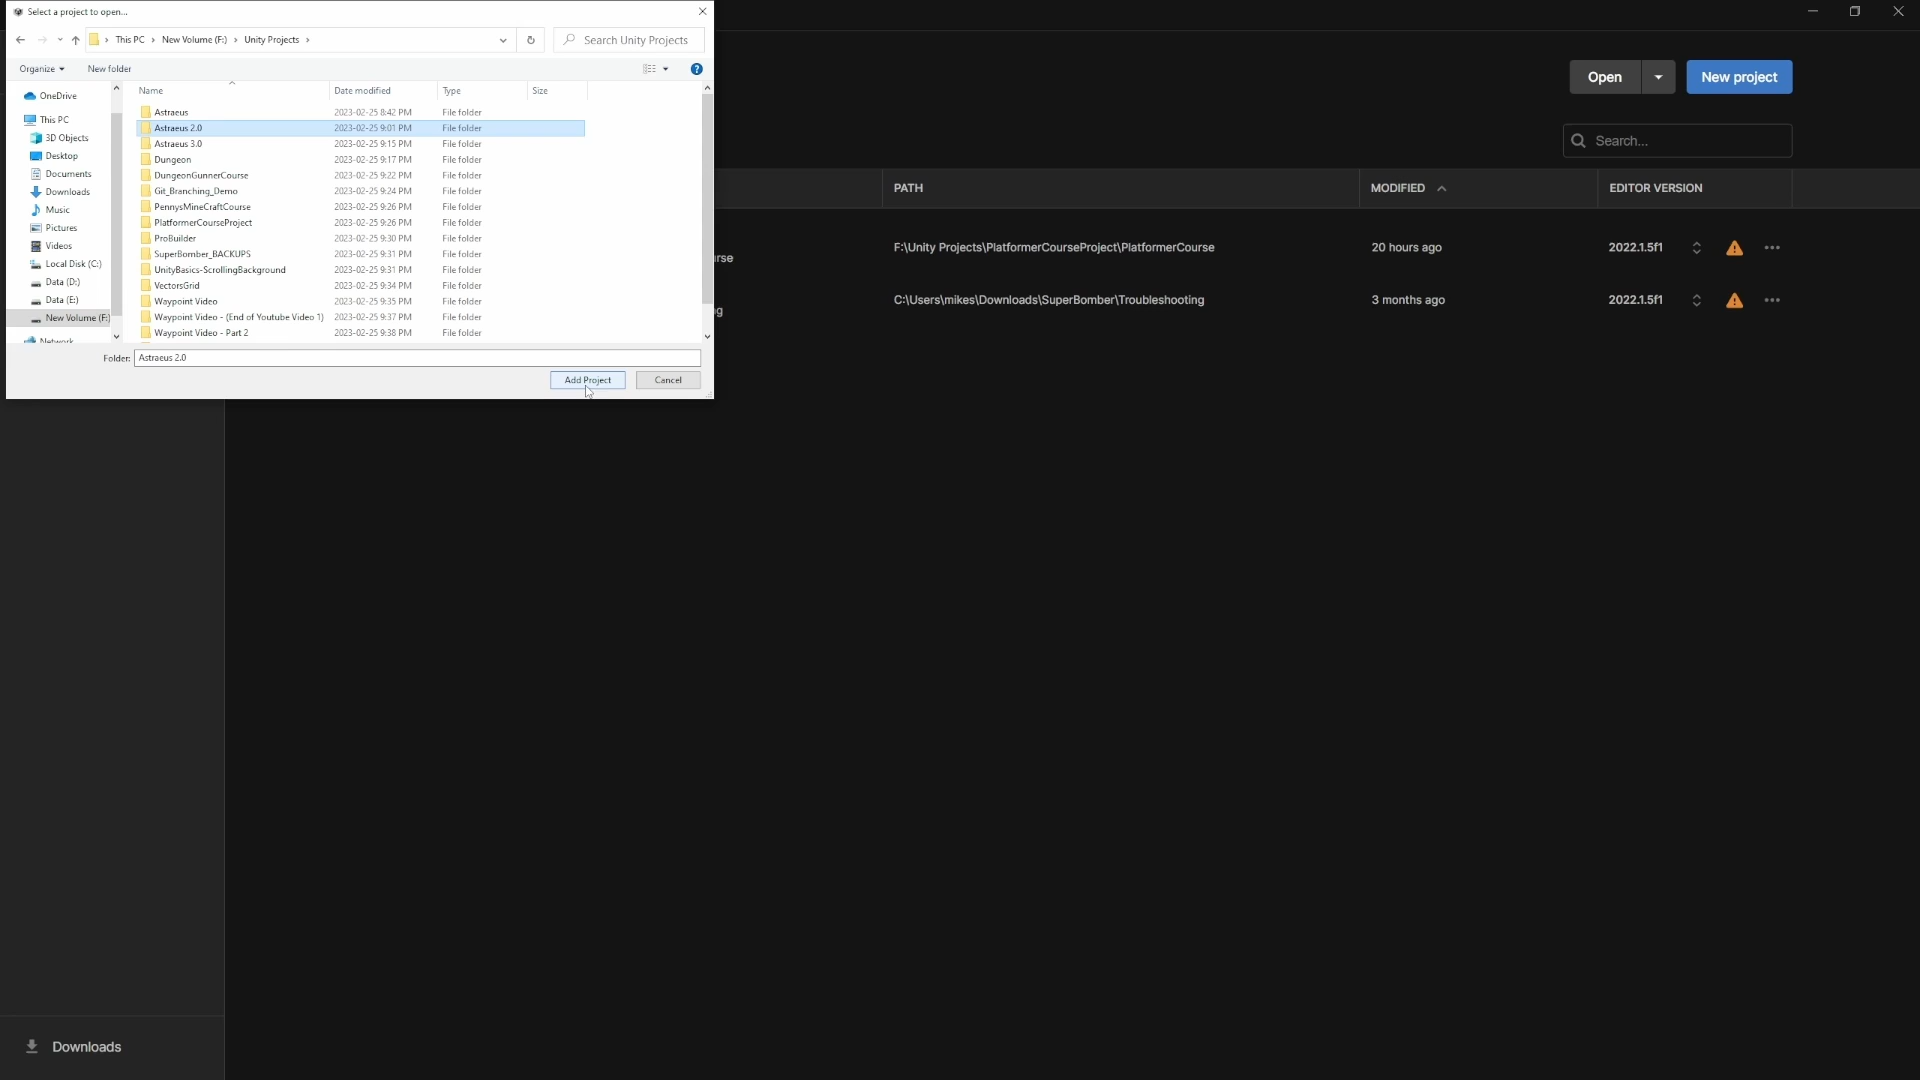 Select a project to open...
This PC > New Volume (F:) > Unity Projects >
Search Unity Projects
Organize
New folder
Name Date modified Type Size
OneDrive
This PC
3D Objects
Desktop
Documents
Downloads
Music
Pictures
Videos
Local Disk (C:)
Data (D:)
Data (E:)
New Volume (F:)
Network
Astraeus 2023-02-25 8:42 PM File folder
Astraeus 2.0 2023-02-25 9:01 PM File folder
Astraeus 3.0 2023-02-25 9:15 PM File folder
Dungeon 2023-02-25 9:17 PM File folder
DungeonGunnerCourse 2023-02-25 9:22 PM File folder
Git_Branching_Demo 2023-02-25 9:24 PM File folder
PennysMineCraftCourse 2023-02-25 9:26 PM File folder
PlatformerCourseProject 2023-02-25 9:26 PM File folder
ProBuilder 2023-02-25 9:30 PM File folder
SuperBomber_BACKUPS 2023-02-25 9:31 PM File folder
UnityBasics-ScrollingBackground 2023-02-25 9:31 PM File folder
VectorsGrid 2023-02-25 9:34 PM File folder
Waypoint Video 2023-02-25 9:35 PM File folder
Waypoint Video - (End of Youtube Video 1) 2023-02-25 9:37 PM File folder
Waypoint Video - Part 2 2023-02-25 9:38 PM File folder
Folder: Astraeus 2.0
Add Project
Cancel
Open
New project
Search...
PATH MODIFIED EDITOR VERSION
F:\Unity Projects\PlatformerCourseProject\PlatformerCourse 20 hours ago 2022.1.5f1
rse
C:\Users\mikes\Downloads\SuperBomber\Troubleshooting 3 months ago 2022.1.5f1
g
Downloads